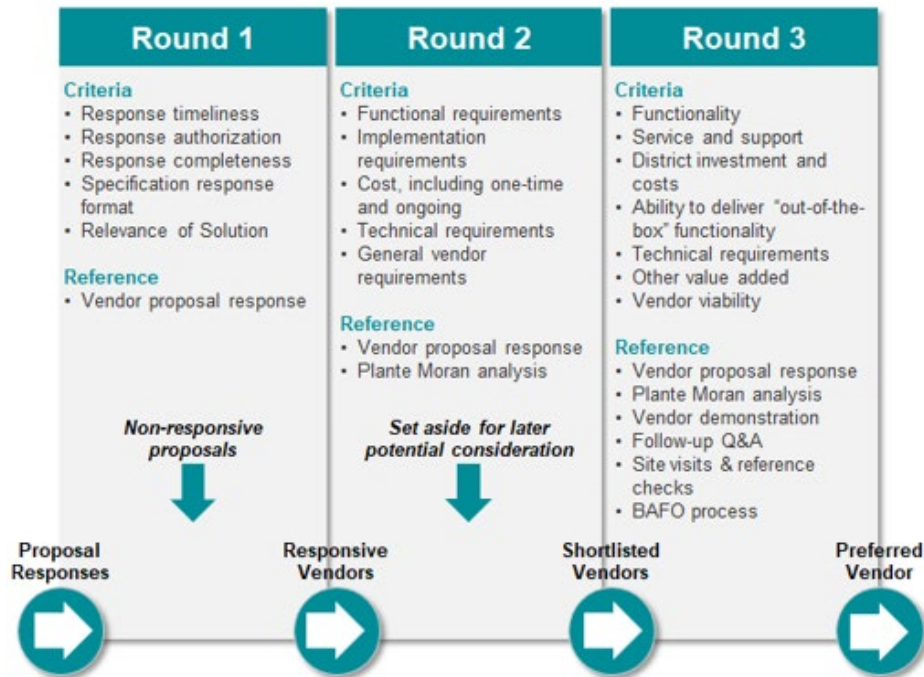 Round 1
Criteria
• Response timeliness
• Response authorization
• Response completeness
• Specification response
format
• Relevance of Solution
Reference
• Vendor proposal response
Non-responsive
proposals
Round 2
Criteria
• Functional requirements
• Implementation
requirements
• Cost, including one-time
and ongoing
• Technical requirements
• General vendor
requirements
Reference
• Vendor proposal response
• Plante Moran analysis
Set aside for later
potential consideration
Round 3
Criteria
• Functionality
• Service and support
• District investment and
costs
• Ability to deliver “out-of-the-
box” functionality
• Technical requirements
• Other value added
• Vendor viability
Reference
• Vendor proposal response
• Plante Moran analysis
• Vendor demonstration
• Follow-up Q&A
• Site visits & reference
checks
• BAFO process
Proposal
Responses
Responsive
Vendors
Shortlisted
Vendors
Preferred
Vendor